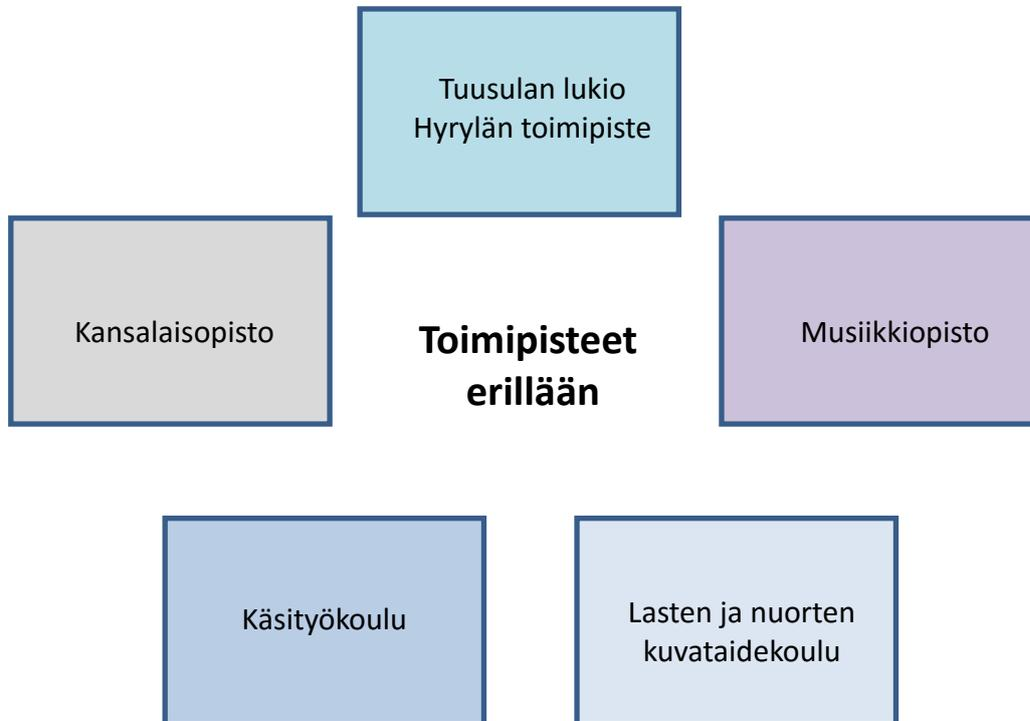 Tuusulan lukio
Hyrylän toimipiste
Kansalaisopisto
Toimipisteet
erillään
Musiikkiopisto
Käsityökoulu
Lasten ja nuorten
kuvataidekoulu